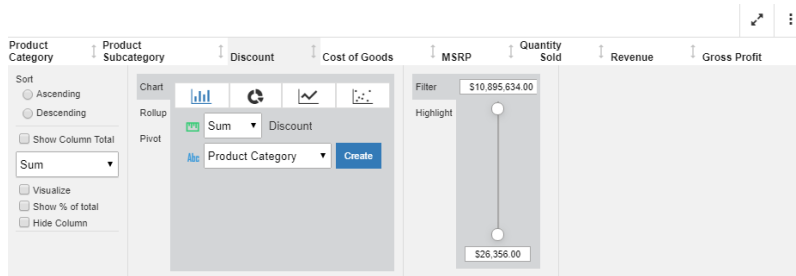 Product Category
Product Subcategory
Discount
Cost of Goods
MSRP
Quantity Sold
Revenue
Gross Profit
Sort
Ascending
Descending
Show Column Total
Sum
Visualize
Show % of total
Hide Column
Chart
Rollup
Pivot
Sum
Discount
Abc
Product Category
Create
Filter
Highlight
$10,895,634.00
$26,356.00